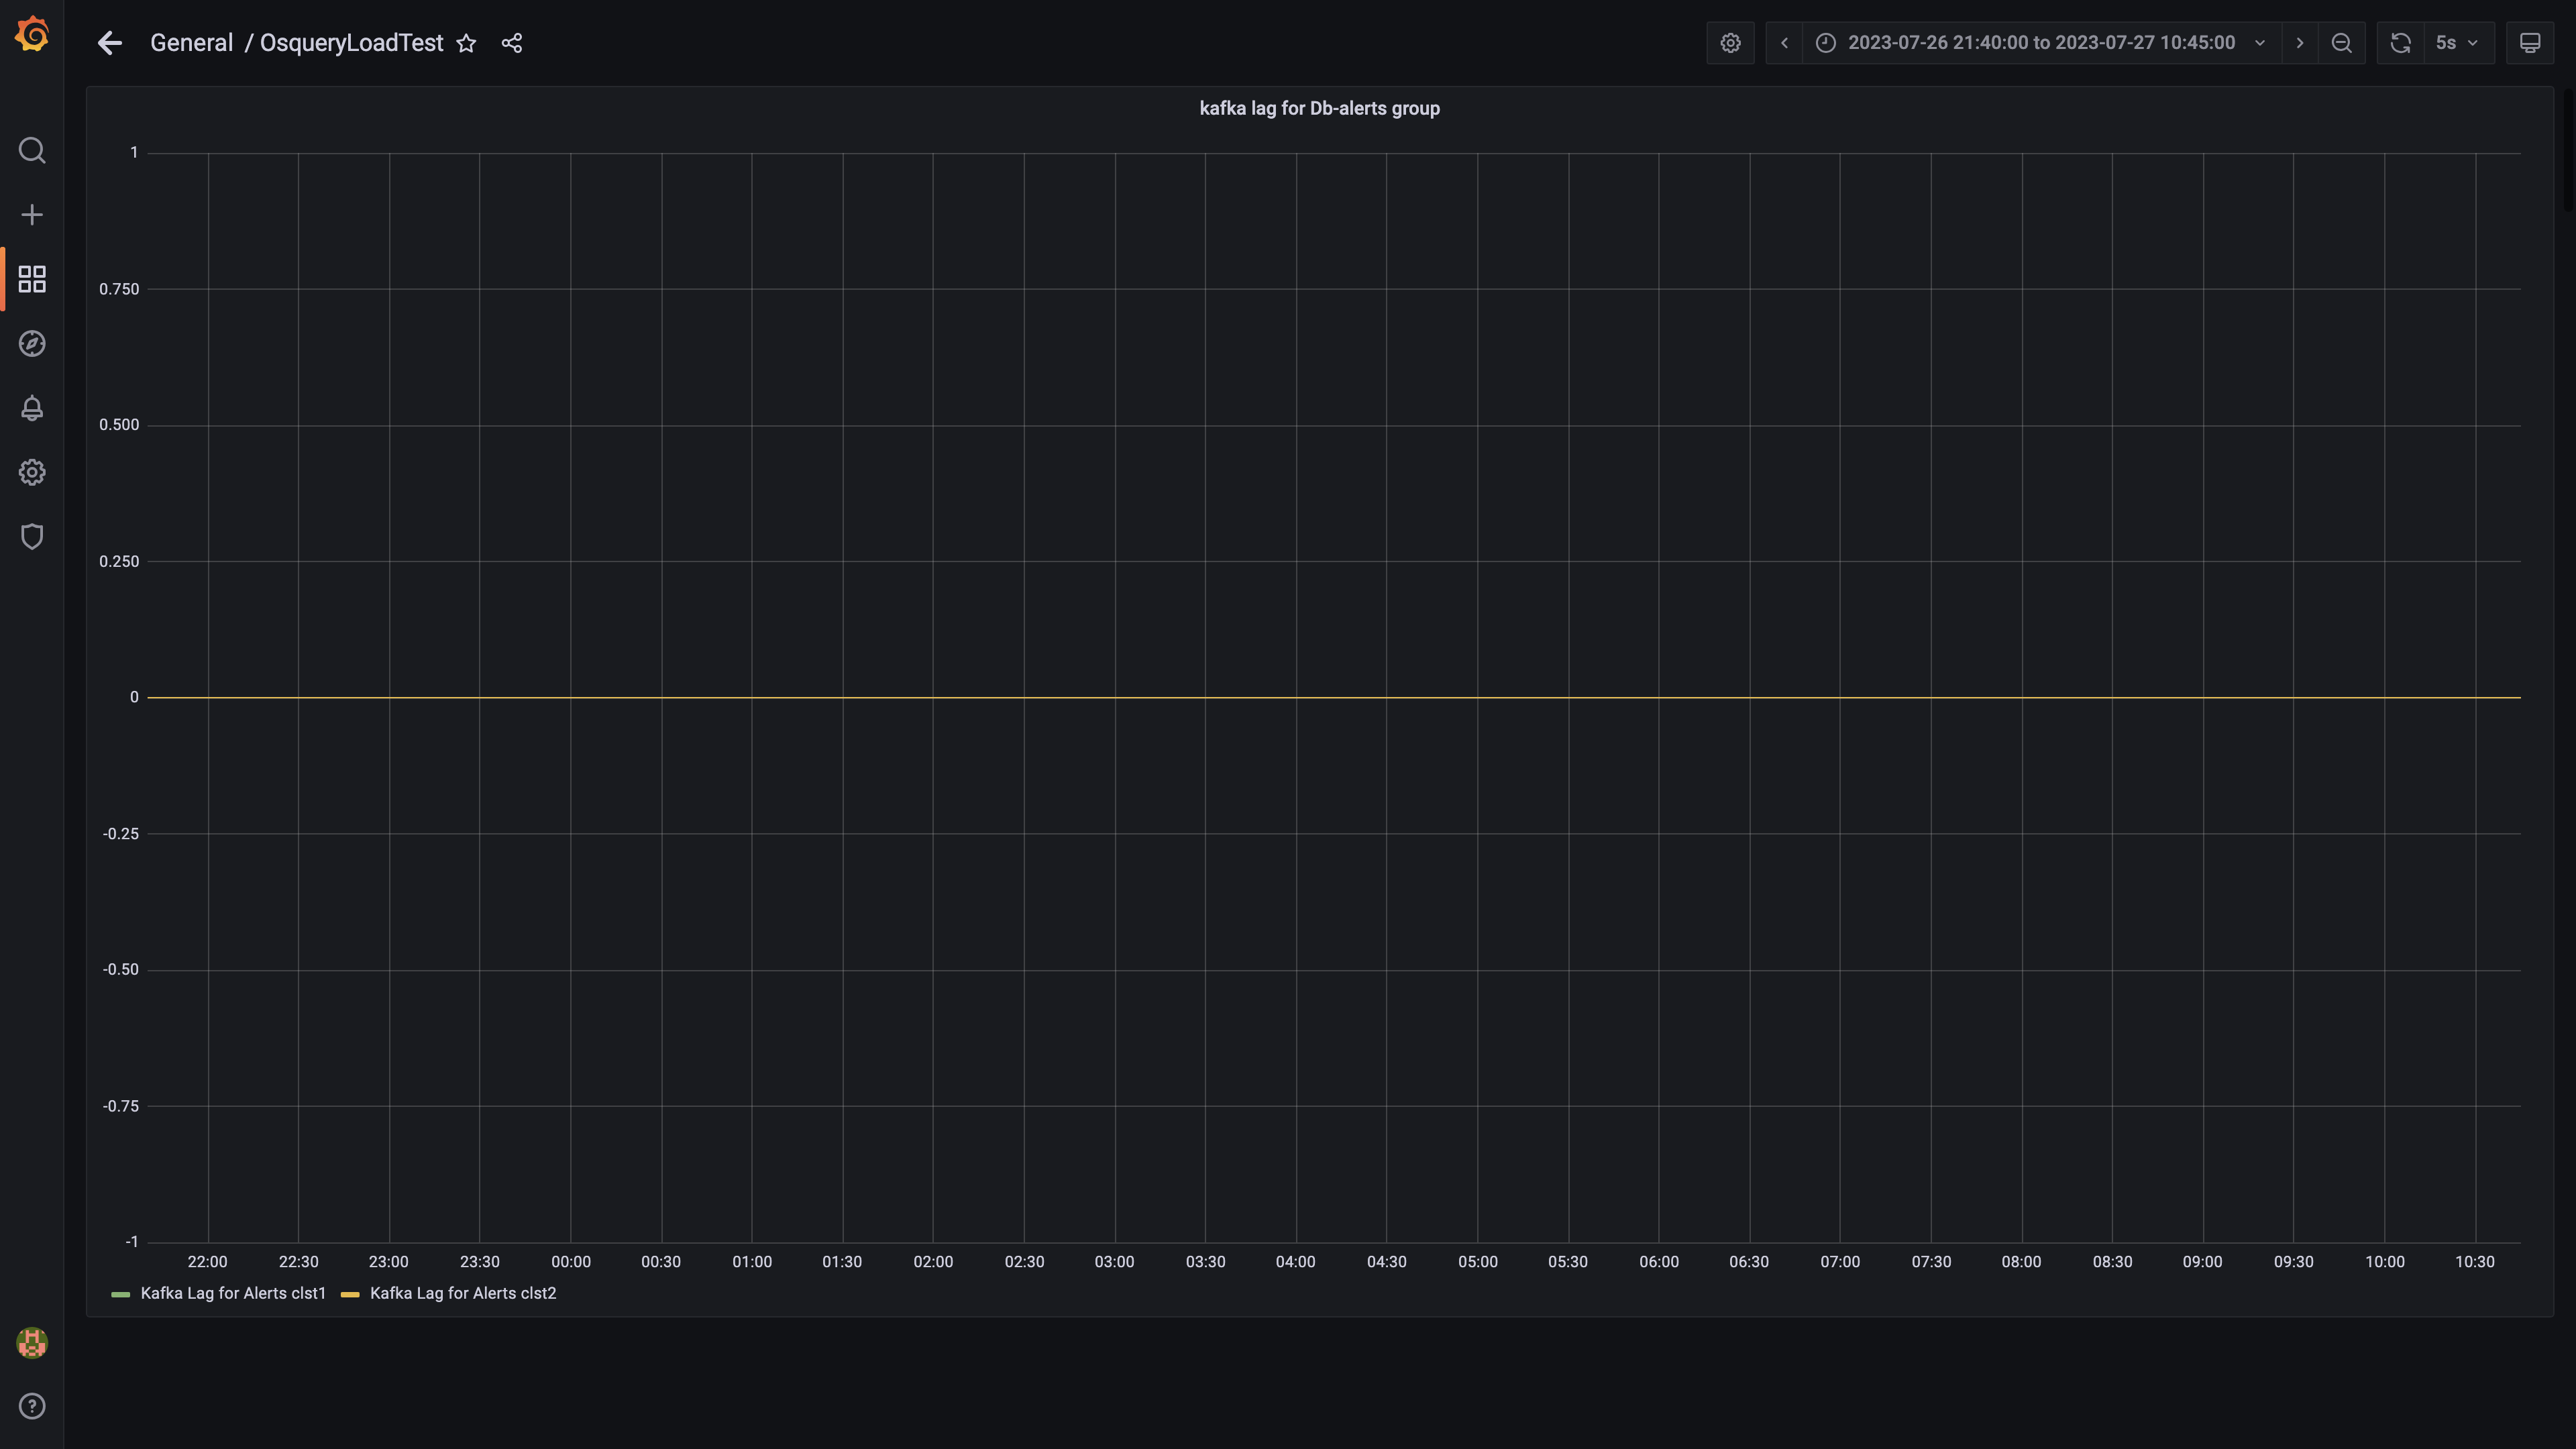 General / OsqueryLoadTest
2023-07-26 21:40:00 to 2023-07-27 10:45:00
5s
kafka lag for Db-alerts group
1
0.750
0.500
0.250
0
-0.25
-0.50
-0.75
-1
22:00 22:30 23:00 23:30 00:00 00:30 01:00 01:30 02:00 02:30 03:00 03:30 04:00 04:30 05:00 05:30 06:00 06:30 07:00 07:30 08:00 08:30 09:00 09:30 10:00 10:30
Kafka Lag for Alerts clst1 Kafka Lag for Alerts clst2